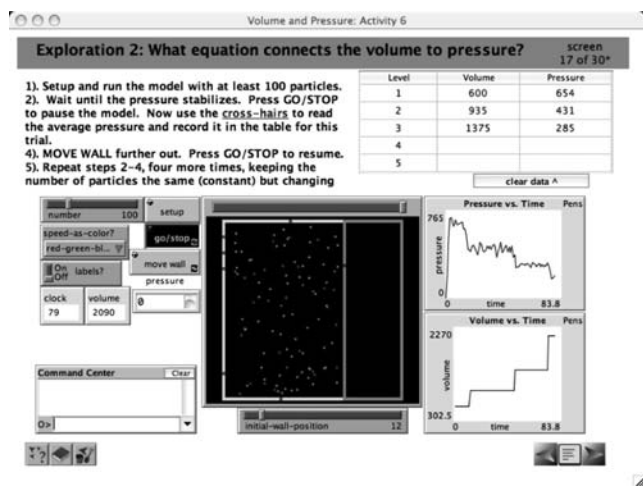 Volume and Pressure: Activity 6
Exploration 2: What equation connects the volume to pressure?
screen
17 of 30*
1). Setup and run the model with at least 100 particles.
2). Wait until the pressure stabilizes. Press GO/STOP
to pause the model. Now use the cross-hairs to read
the average pressure and record it in the table for this
trial.
4). MOVE WALL further out. Press GO/STOP to resume.
5). Repeat steps 2-4, four more times, keeping the
number of particles the same (constant) but changing
Level Volume Pressure
1 600 654
2 935 431
3 1375 285
4
5
clear data ^
number 100
setup
speed-as-color?
red-green-bl...
go/stop
On
Off
labels?
move wall
pressure
0
clock
79
volume
2090
Command Center
Clear
O>
initial-wall-position 12
Pressure vs. Time Pens
765
pressure
0
0 time 83.8
Volume vs. Time Pens
2270
volume
302.5
0 time 83.8